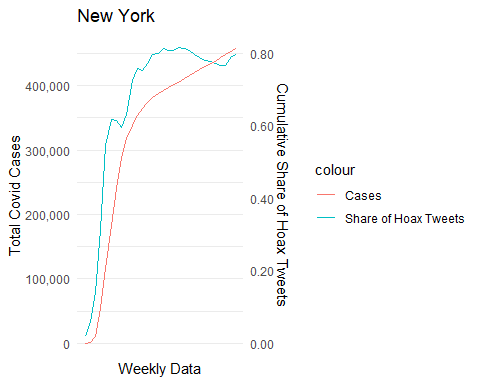 New York
Total Covid Cases
400,000
300,000
200,000
100,000
0
0.80
0.60
0.40
0.20
0.00
Cumulative Share of Hoax Tweets
Weekly Data
colour
Cases
Share of Hoax Tweets